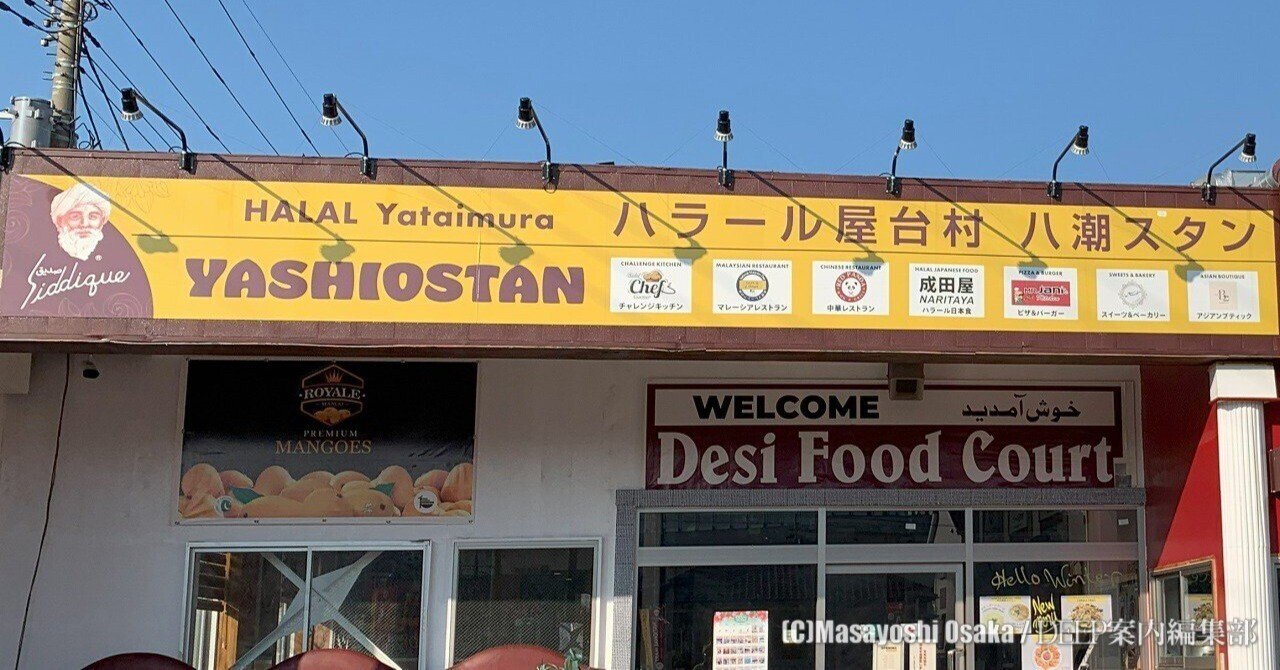 HALAL Yataimura
ハラール屋台村 八潮スタン
Siddique
YASHIOSTAN
CHALLENGE KITCHEN
Chef
チャレンジキッチン
MALAYSIAN RESTAURANT
マレーシアレストラン
CHINESE RESTAURANT
中華レストラン
HALAL JAPANESE FOOD
成田屋
NARITAYA
ハラール日本食
PIZZA & BURGER
Mr. Jani
ピザ&バーガー
SWEETS & BAKERY
スイーツ&ベーカリー
ASIAN BOUTIQUE
アジアンブティック
ROYALE
PREMIUM
MANGOES
WELCOME
خوش آمدید
Desi Food Court
Hello Winter
New
(C)Masayoshi Osaka / DEEP案内編集部